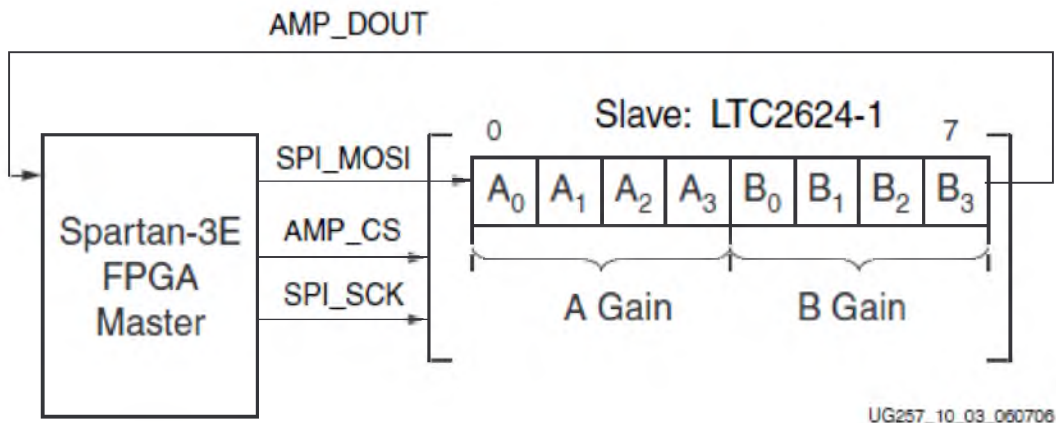 AMP_DOUT
Slave: LTC2624-1
0
7
SPI_MOSI
A0 A1 A2 A3 B0 B1 B2 B3
Spartan-3E
FPGA
Master
AMP_CS
SPI_SCK
A Gain
B Gain
UG257_10_03_060706